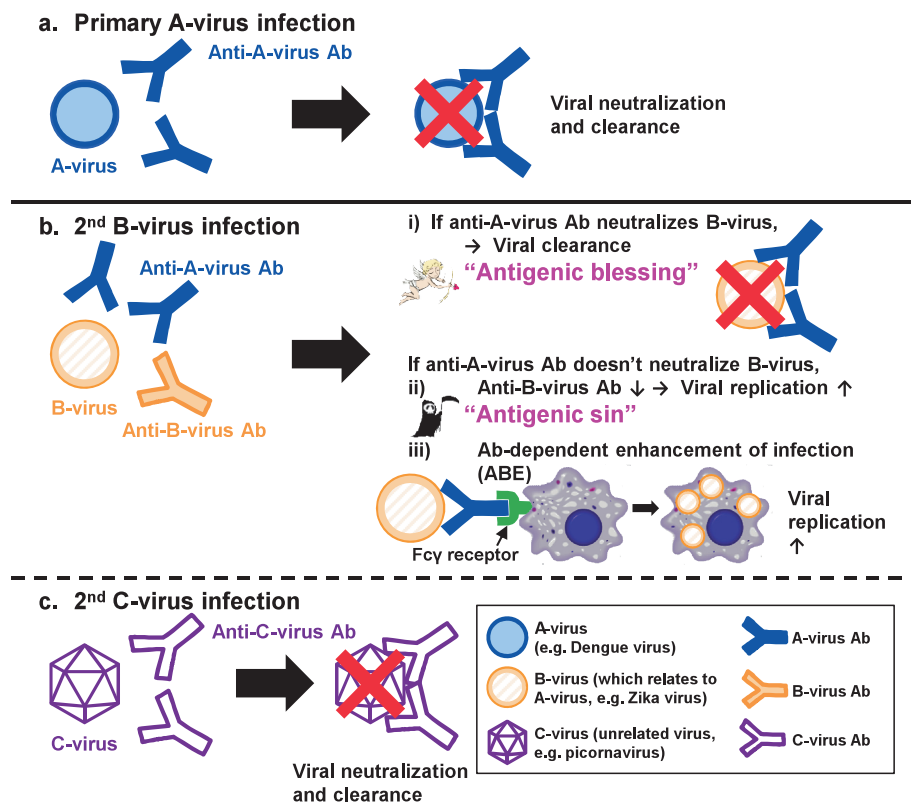 a. Primary A-virus infection
Anti-A-virus Ab
A-virus
Viral neutralization
and clearance
b. 2nd B-virus infection
Anti-A-virus Ab
B-virus
Anti-B-virus Ab
i) If anti-A-virus Ab neutralizes B-virus,
→ Viral clearance
“Antigenic blessing”
If anti-A-virus Ab doesn’t neutralize B-virus,
ii) Anti-B-virus Ab ↓ → Viral replication ↑
“Antigenic sin”
iii) Ab-dependent enhancement of infection
(ABE)
Fcγ receptor
Viral
replication
↑
c. 2nd C-virus infection
Anti-C-virus Ab
C-virus
Viral neutralization
and clearance
A-virus
(e.g. Dengue virus)
A-virus Ab
B-virus (which relates to
A-virus, e.g. Zika virus)
B-virus Ab
C-virus (unrelated virus,
e.g. picornavirus)
C-virus Ab